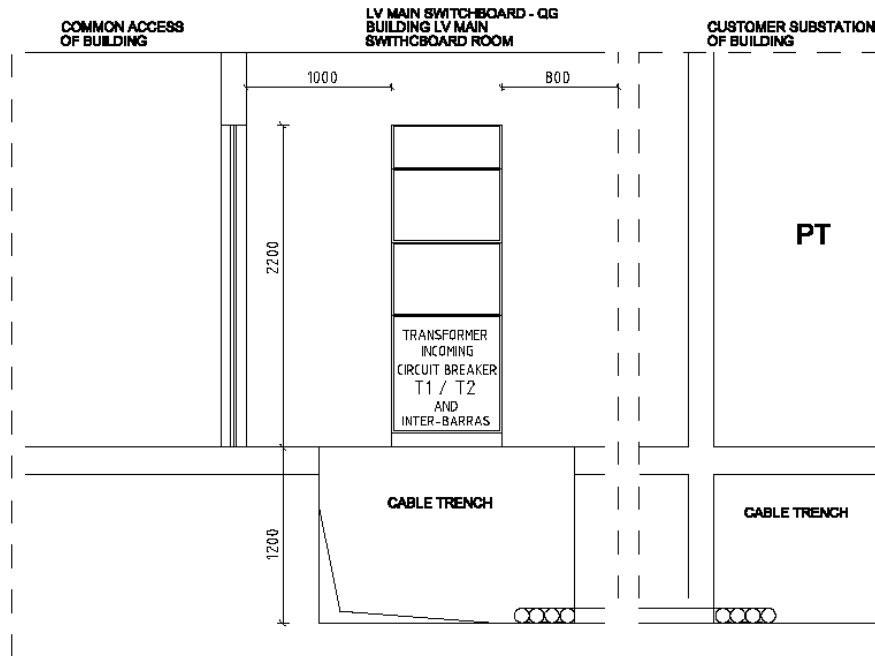 COMMON ACCESS
OF BUILDING
LV MAIN SWITCHBOARD - QG
BUILDING LV MAIN
SWITHCBOARD ROOM
CUSTOMER SUBSTATION
OF BUILDING
1000
800
2200
PT
TRANSFORMER
INCOMING
CIRCUIT BREAKER
T1 / T2
AND
INTER-BARRAS
1200
CABLE TRENCH
CABLE TRENCH